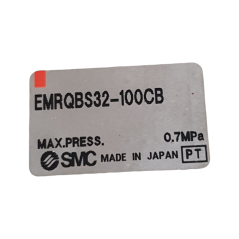 EMRQBS32-100CB
MAX.PRESS. 0.7MPa
SMC MADE IN JAPAN PT